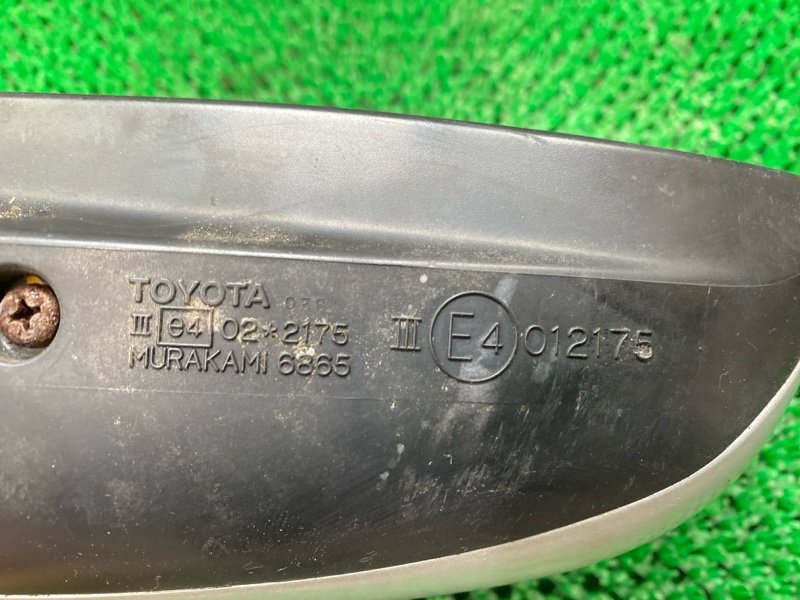 TOYOTA
III e4 02*2175
MURAKAMI 6865
III E4 012175